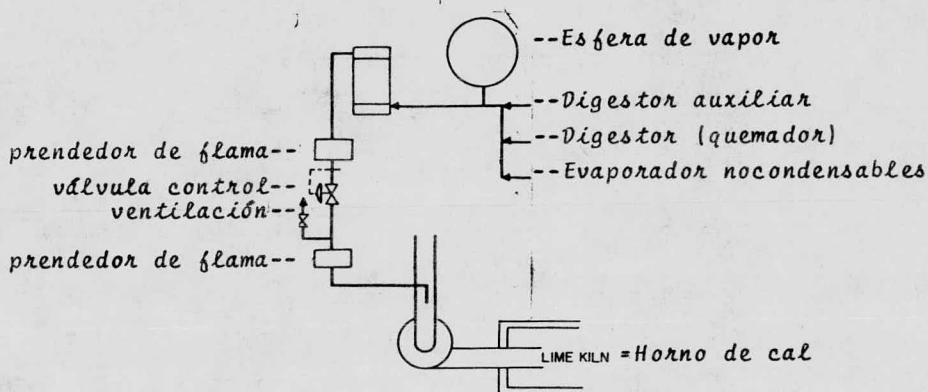 --Esfera de vapor
--Digestor auxiliar
--Digestor (quemador)
--Evaporador nocondensables
prendedor de flama--
válvula control--
ventilación--
prendedor de flama--
LIME KILN =Horno de cal